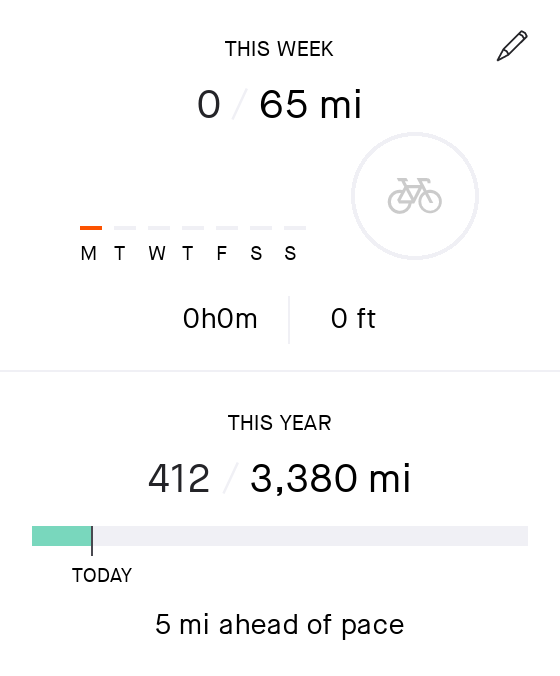 THIS WEEK
0 / 65 mi
M T W T F S S
0h0m 0 ft
THIS YEAR
412 / 3,380 mi
TODAY
5 mi ahead of pace